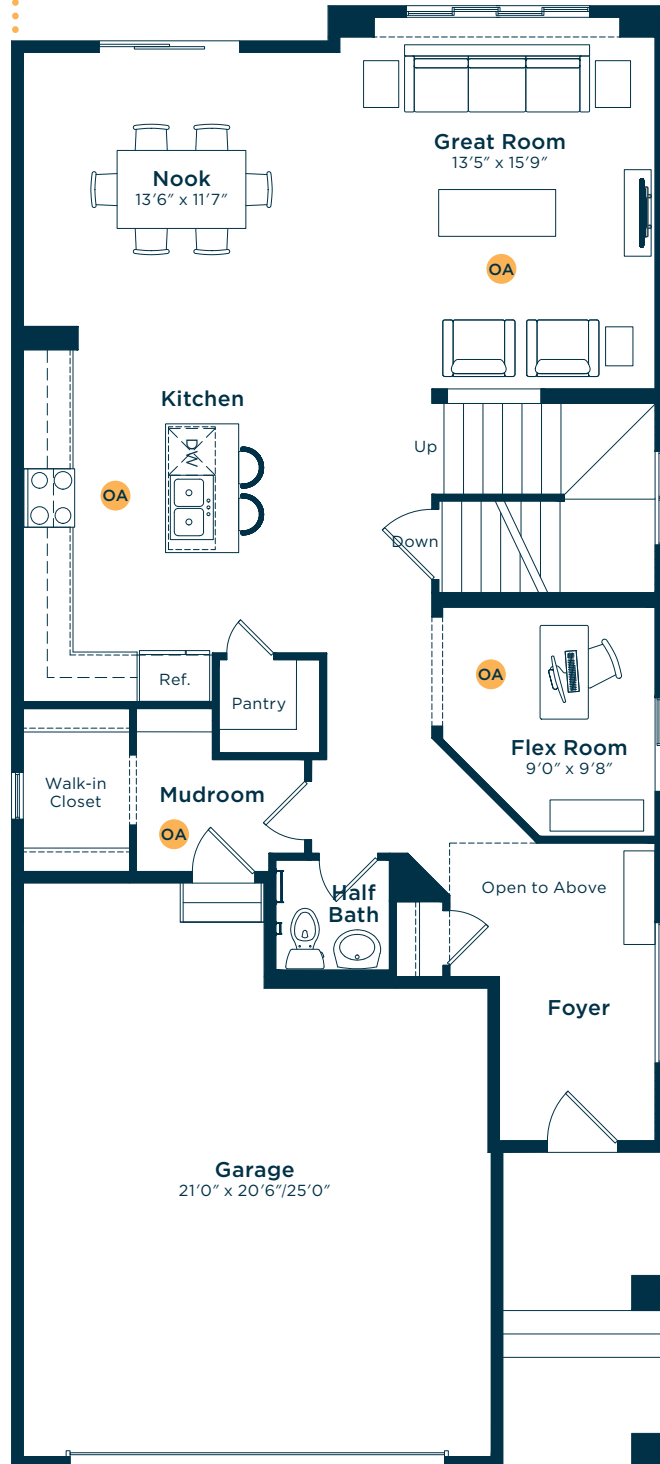 Great Room
13′5″ x 15′9″
Nook
13′6″ x 11′7″
OA
Kitchen
DW
Up
OA
Down
Ref.
Pantry
OA
Flex Room
9′0″ x 9′8″
Walk-in
Closet
Mudroom
OA
Half
Bath
Open to Above
Foyer
Garage
21′0″ x 20′6″/25′0″